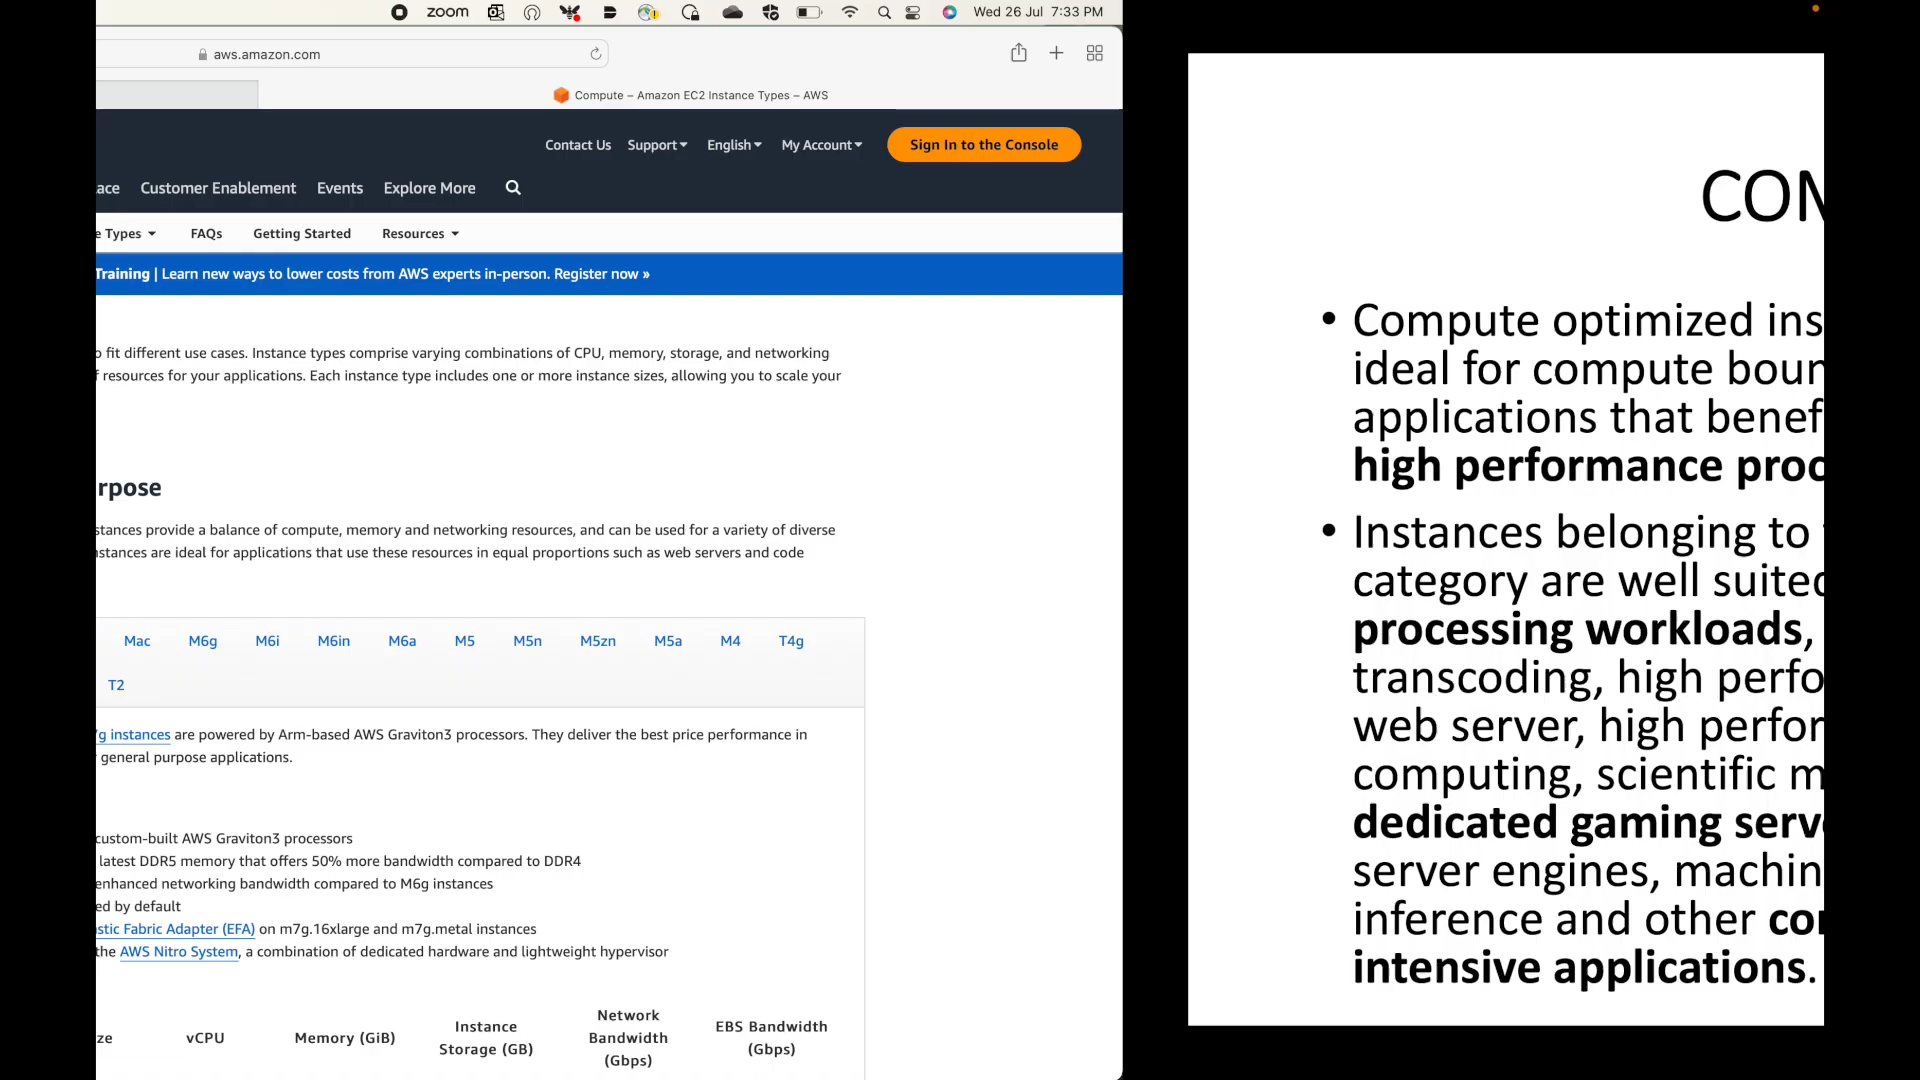 zoom
Wed 26 Jul 7:33 PM
aws.amazon.com
Compute – Amazon EC2 Instance Types – AWS
Contact Us Support English My Account Sign In to the Console
ace Customer Enablement Events Explore More
e Types FAQs Getting Started Resources
Training | Learn new ways to lower costs from AWS experts in-person. Register now »
o fit different use cases. Instance types comprise varying combinations of CPU, memory, storage, and networking
f resources for your applications. Each instance type includes one or more instance sizes, allowing you to scale your
rpose
stances provide a balance of compute, memory and networking resources, and can be used for a variety of diverse
nstances are ideal for applications that use these resources in equal proportions such as web servers and code
Mac M6g M6i M6in M6a M5 M5n M5zn M5a M4 T4g
T2
g instances are powered by Arm-based AWS Graviton3 processors. They deliver the best price performance in
general purpose applications.
custom-built AWS Graviton3 processors
latest DDR5 memory that offers 50% more bandwidth compared to DDR4
enhanced networking bandwidth compared to M6g instances
ed by default
stic Fabric Adapter (EFA) on m7g.16xlarge and m7g.metal instances
the AWS Nitro System, a combination of dedicated hardware and lightweight hypervisor
ze vCPU Memory (GiB) Instance Storage (GB) Network Bandwidth (Gbps) EBS Bandwidth (Gbps)
COM
• Compute optimized ins
ideal for compute boun
applications that benef
high performance proc
• Instances belonging to
category are well suited
processing workloads,
transcoding, high perfo
web server, high perfor
computing, scientific m
dedicated gaming serv
server engines, machin
inference and other con
intensive applications.